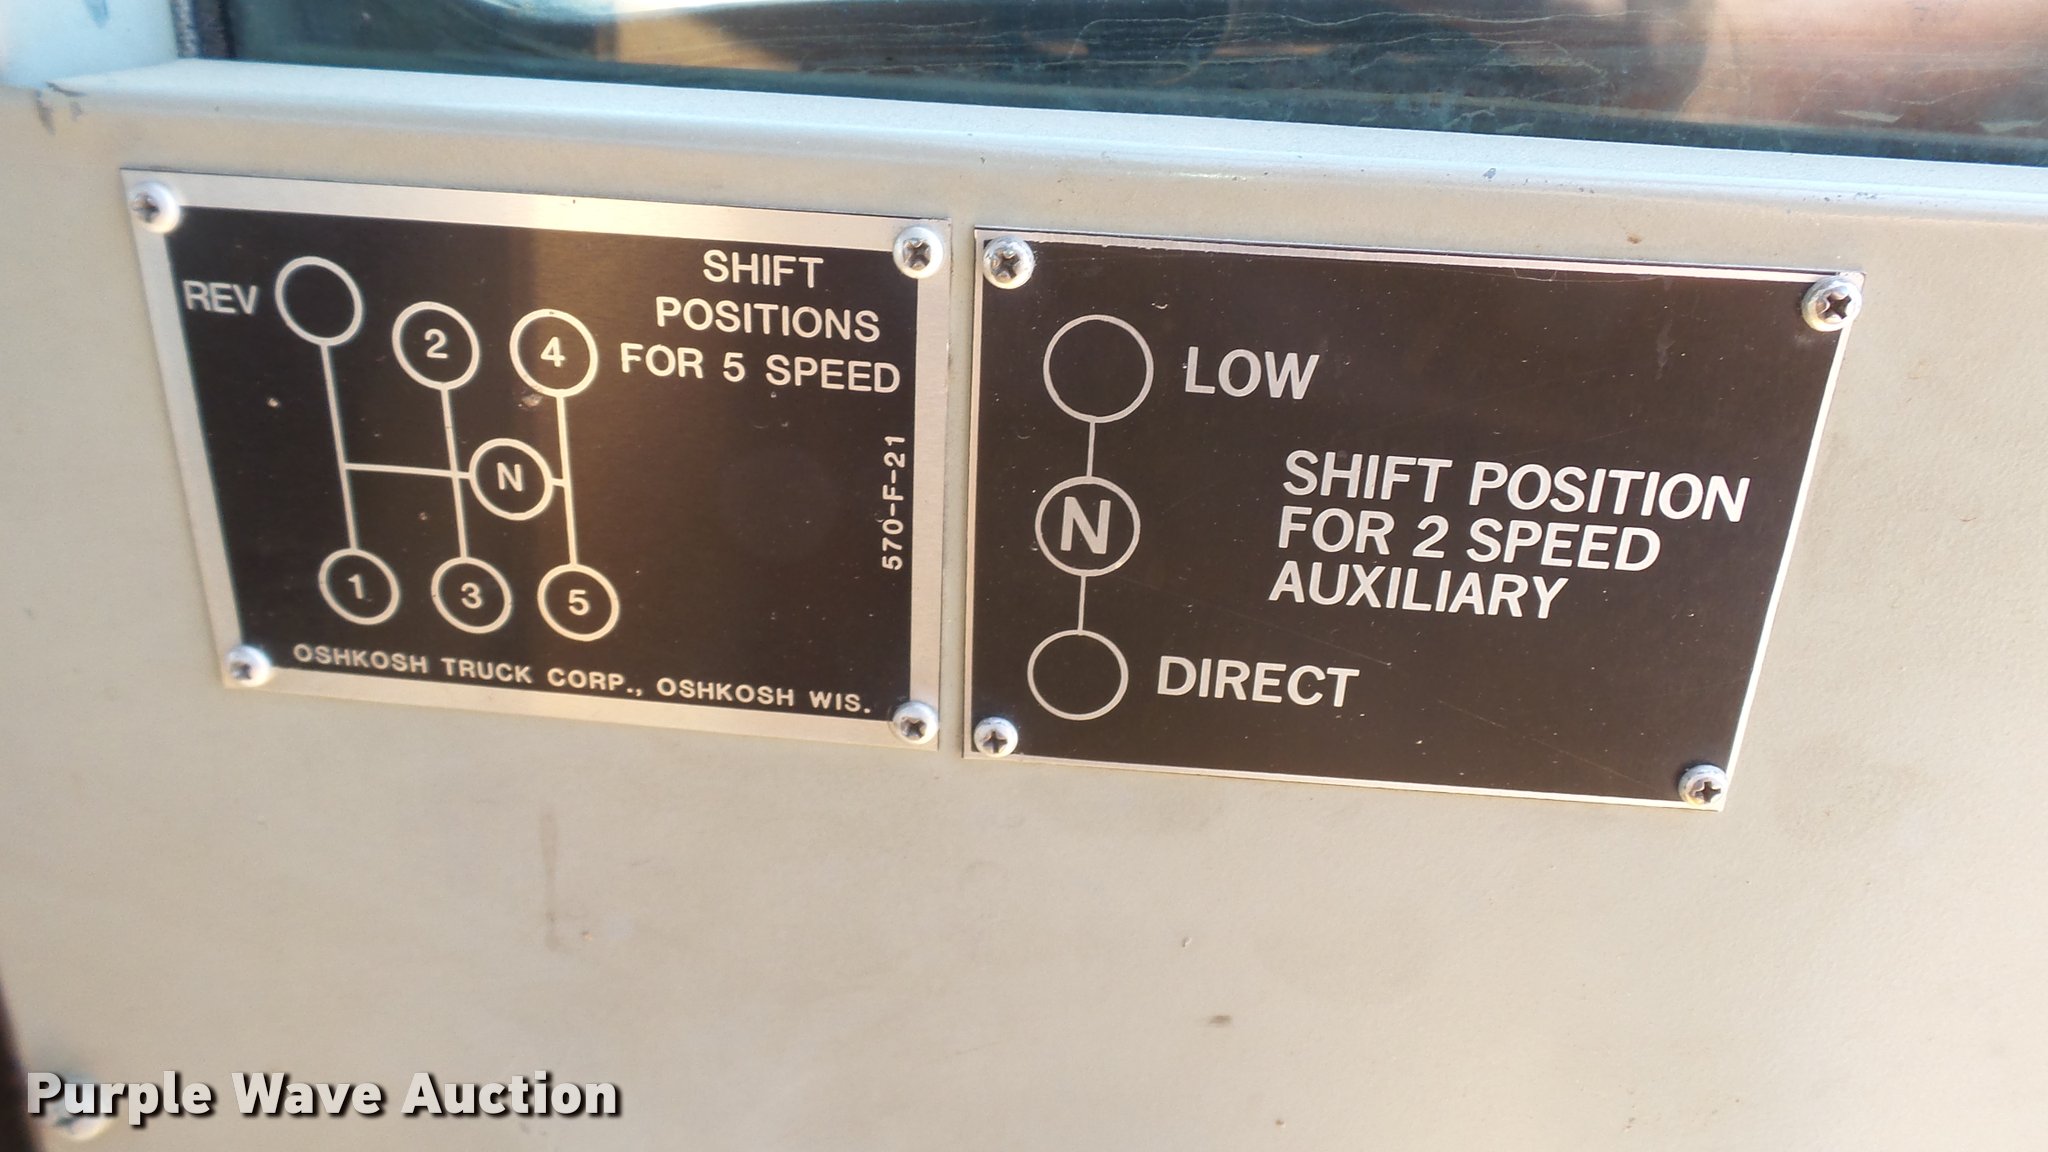 SHIFT
POSITIONS
FOR 5 SPEED
REV
2
4
N
1
3
5
570-F-21
OSHKOSH TRUCK CORP., OSHKOSH WIS.
LOW
N
DIRECT
SHIFT POSITION
FOR 2 SPEED
AUXILIARY
Purple Wave Auction